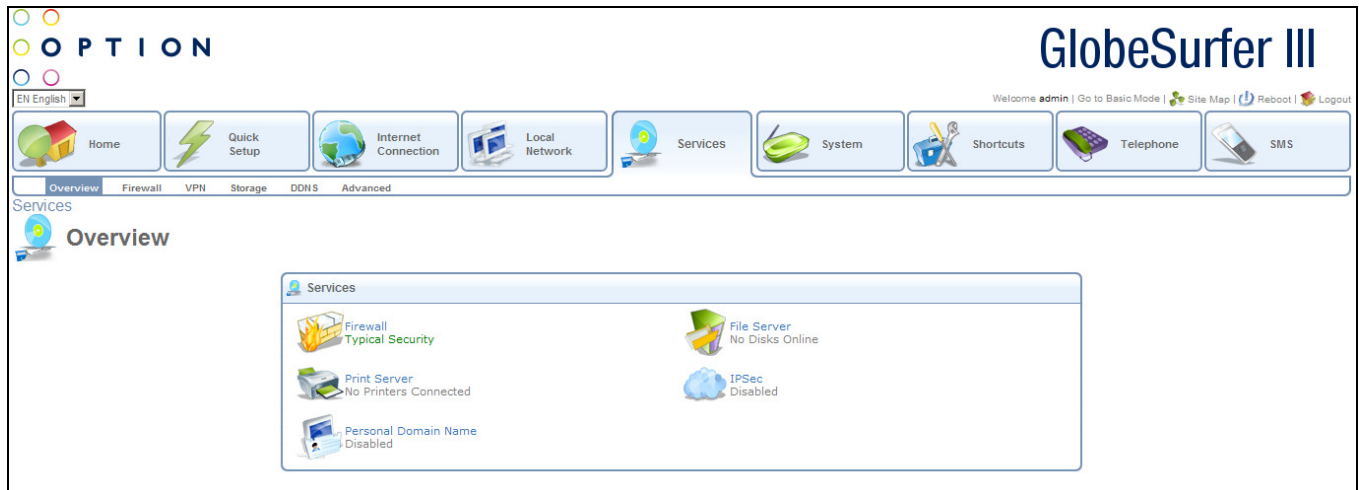 OPTION
GlobeSurfer III
EN English
Welcome admin | Go to Basic Mode | Site Map | Reboot | Logout
Home
Quick Setup
Internet Connection
Local Network
Services
System
Shortcuts
Telephone
SMS
Overview Firewall VPN Storage DDNS Advanced
Services
Overview
Services
Firewall
Typical Security
File Server
No Disks Online
Print Server
No Printers Connected
IPSec
Disabled
Personal Domain Name
Disabled